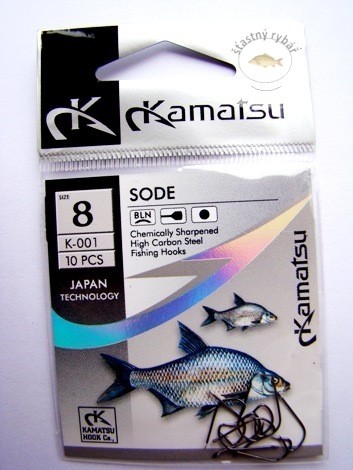 šťastný rybář
K
Kamatsu
SIZE
8
K-001
10 PCS
JAPAN
TECHNOLOGY
SODE
BLN
Chemically Sharpened
High Carbon Steel
Fishing Hooks
Kamatsu
K
KAMATSU
HOOK Co.,